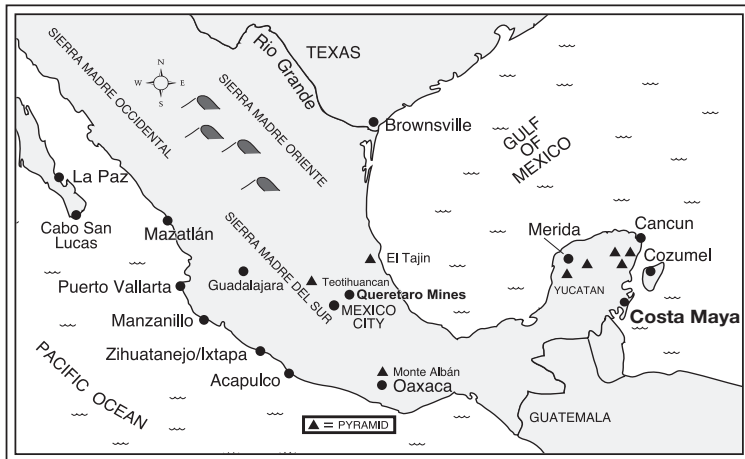 SIERRA MADRE OCCIDENTAL
N
W
E
S
SIERRA MADRE ORIENTE
Rio Grande
TEXAS
Brownsville
GULF
OF
MEXICO
La Paz
Cabo San
Lucas
Mazatlán
SIERRA MADRE DEL SUR
El Tajin
Merida
Cancun
Cozumel
Teotihuancan
Guadalajara
Puerto Vallarta
Queretaro Mines
MEXICO
CITY
YUCATAN
Costa Maya
Manzanillo
Zihuatanejo/Ixtapa
Acapulco
Monte Albán
Oaxaca
PACIFIC OCEAN
GUATEMALA
= PYRAMID